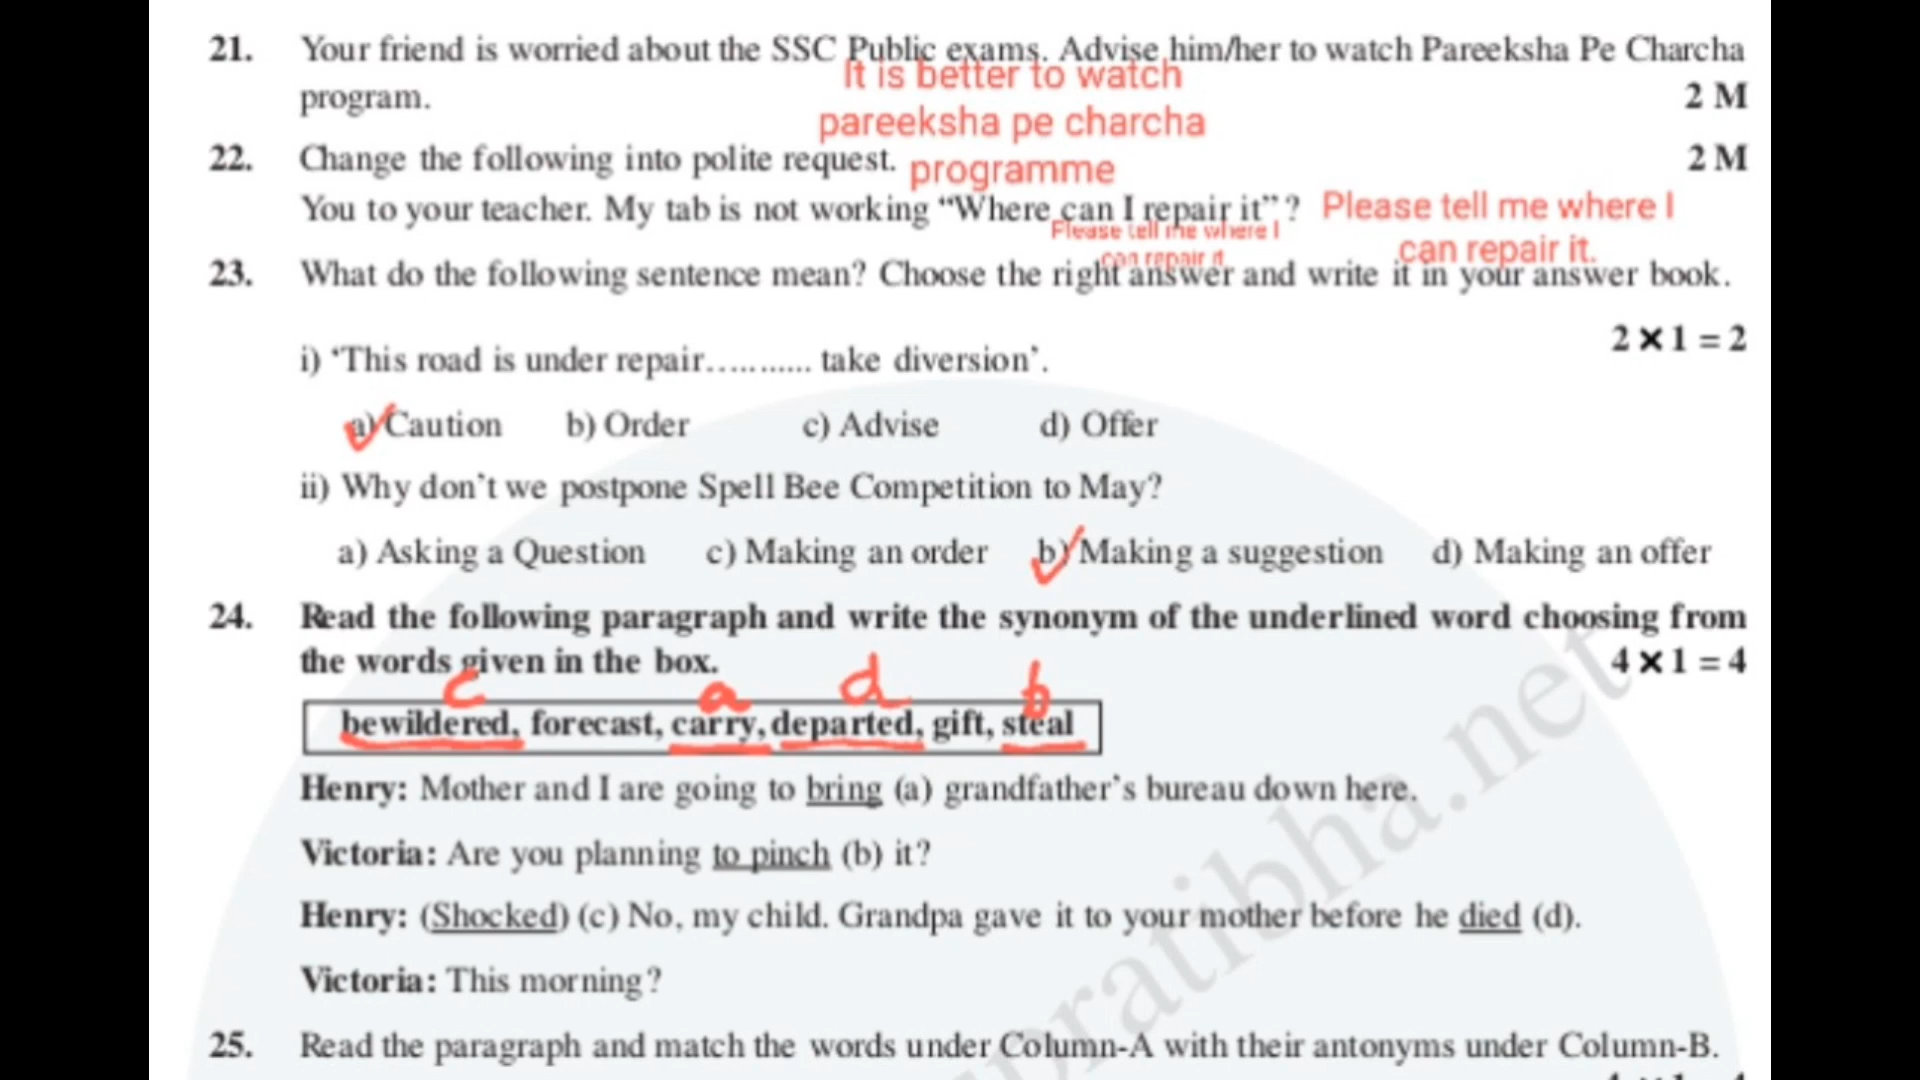 21. Your friend is worried about the SSC Public exams. Advise him/her to watch Pareeksha Pe Charcha
It is better to watch
program. 2 M
pareeksha pe charcha
22. Change the following into polite request. 2 M
programme
You to your teacher. My tab is not working “Where can I repair it”? Please tell me where I
Please tell me where I
can repair it.
can repair it
23. What do the following sentence mean? Choose the right answer and write it in your answer book.
2 × 1 = 2
i) ‘This road is under repair........... take diversion’.
a) Caution b) Order c) Advise d) Offer
ii) Why don’t we postpone Spell Bee Competition to May?
a) Asking a Question c) Making an order b) Making a suggestion d) Making an offer
24. Read the following paragraph and write the synonym of the underlined word choosing from
the words given in the box. 4 × 1 = 4
c a d b
bewildered, forecast, carry, departed, gift, steal
Henry: Mother and I are going to bring (a) grandfather’s bureau down here.
Victoria: Are you planning to pinch (b) it?
Henry: (Shocked) (c) No, my child. Grandpa gave it to your mother before he died (d).
Victoria: This morning?
25. Read the paragraph and match the words under Column-A with their antonyms under Column-B.
pratibha.net